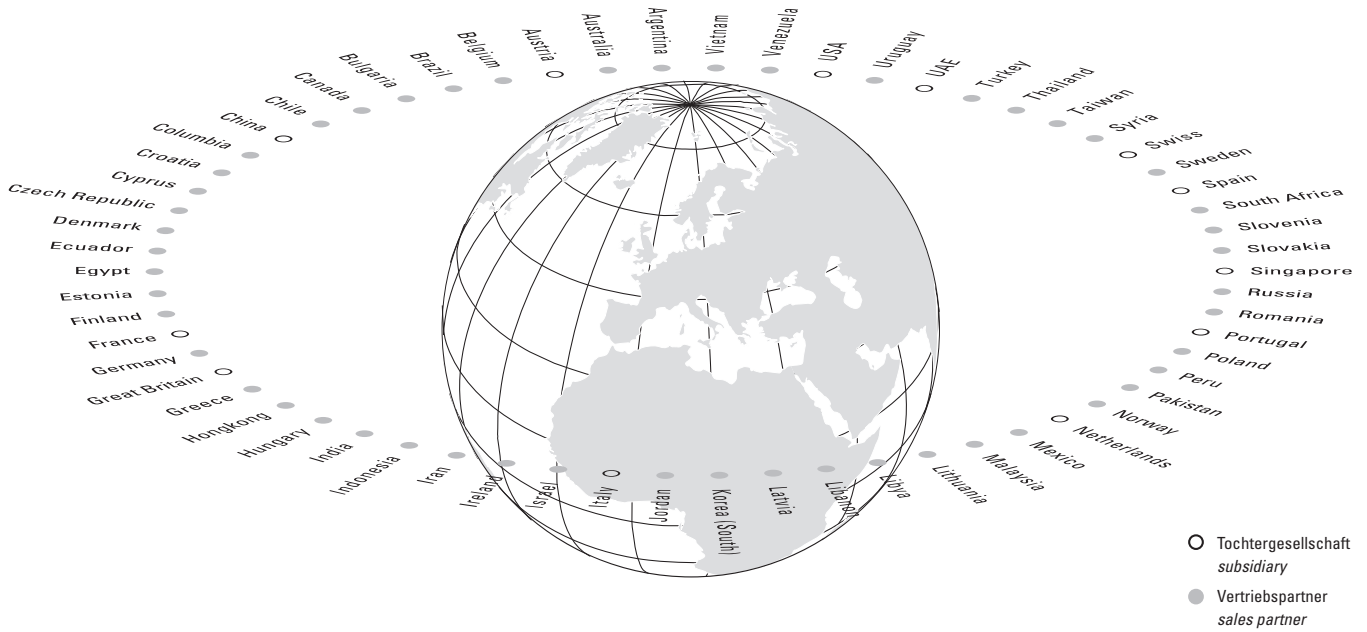 Argentina
Australia
Austria
Belgium
Brazil
Bulgaria
Canada
Chile
China
Columbia
Croatia
Cyprus
Czech Republic
Denmark
Ecuador
Egypt
Estonia
Finland
France
Germany
Great Britain
Greece
Hongkong
Hungary
India
Indonesia
Iran
Ireland
Israel
Italy
Jordan
Korea (South)
Latvia
Libanon
Libya
Lithuania
Malaysia
Mexico
Netherlands
Norway
Pakistan
Peru
Poland
Portugal
Romania
Russia
Singapore
Slovakia
Slovenia
South Africa
Spain
Sweden
Swiss
Syria
Taiwan
Thailand
Turkey
UAE
Uruguay
USA
Venezuela
Vietnam
Tochtergesellschaft
subsidiary
Vertriebspartner
sales partner